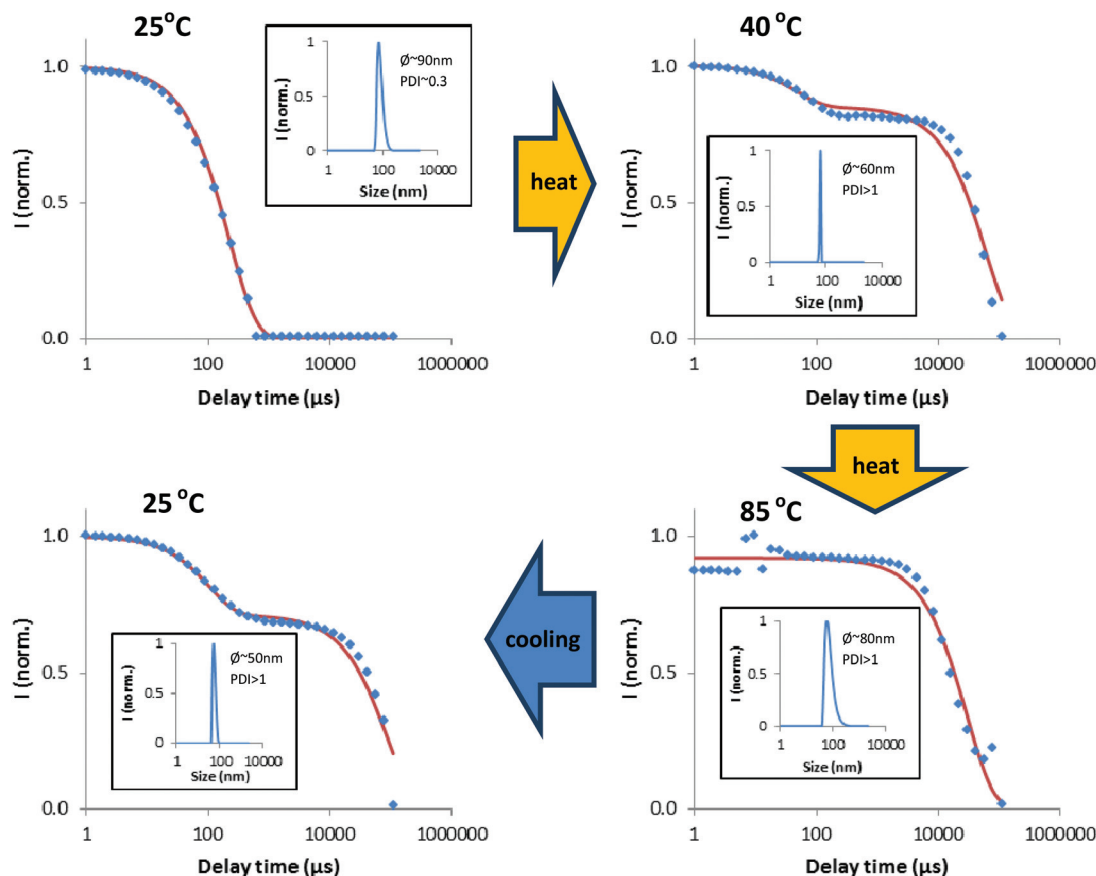 25°C
I (norm.)
1.0
0.5
0.0
1
100
10000
1000000
Delay time (µs)
I (norm.)
1
0.5
0
1
100
10000
Size (nm)
Ø~90nm
PDI~0.3
heat
40 °C
I (norm.)
1.0
0.5
0.0
1
100
10000
1000000
Delay time (µs)
I (norm.)
1
0.5
0
1
100
10000
Size (nm)
Ø~60nm
PDI>1
heat
25 °C
I (norm.)
1.0
0.5
0.0
1
100
10000
1000000
Delay time (µs)
I (norm.)
1
0.5
0
1
100
10000
Size (nm)
Ø~50nm
PDI>1
cooling
85 °C
I (norm.)
1.0
0.5
0.0
1
100
10000
1000000
Delay time (µs)
I (norm.)
1
0.5
0
1
100
10000
Size (nm)
Ø~80nm
PDI>1